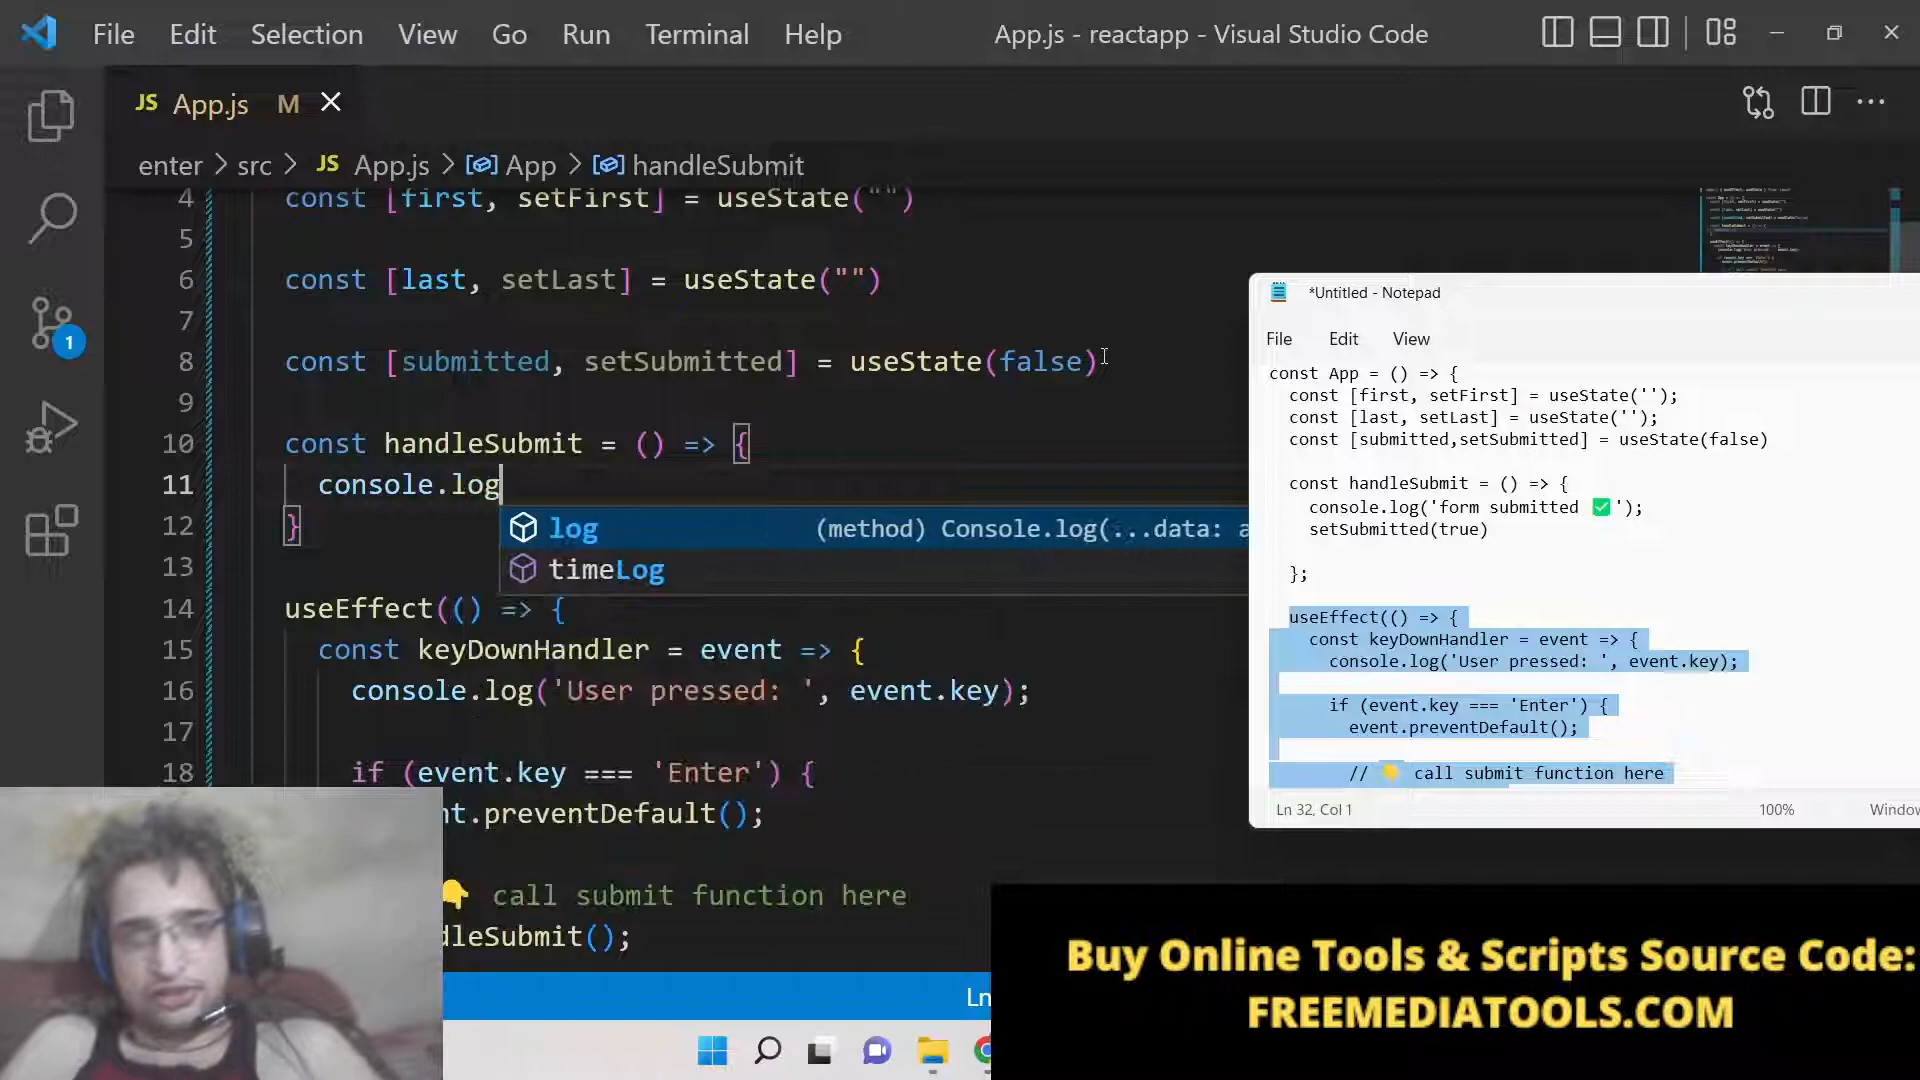 File Edit Selection View Go Run Terminal Help App.js - reactapp - Visual Studio Code
JS App.js M
enter > src > JS App.js > App > handleSubmit
4 const [first, setFirst] = useState("")
5
6 const [last, setLast] = useState("")
7
8 const [submitted, setSubmitted] = useState(false)
9
10 const handleSubmit = () => {
11 console.log
12 }
log (method) Console.log(...data: a
timeLog
13
14 useEffect(() => {
15 const keyDownHandler = event => {
16 console.log('User pressed: ', event.key);
17
18 if (event.key === 'Enter') {
nt.preventDefault();
👇 call submit function here
dleSubmit();
Ln
1
*Untitled - Notepad
File Edit View
const App = () => {
const [first, setFirst] = useState('');
const [last, setLast] = useState('');
const [submitted,setSubmitted] = useState(false)
const handleSubmit = () => {
console.log('form submitted ✅');
setSubmitted(true)
};
useEffect(() => {
const keyDownHandler = event => {
console.log('User pressed: ', event.key);
if (event.key === 'Enter') {
event.preventDefault();
// 👇 call submit function here
Ln 32, Col 1 100% Window
Buy Online Tools & Scripts Source Code:
FREEMEDIATOOLS.COM